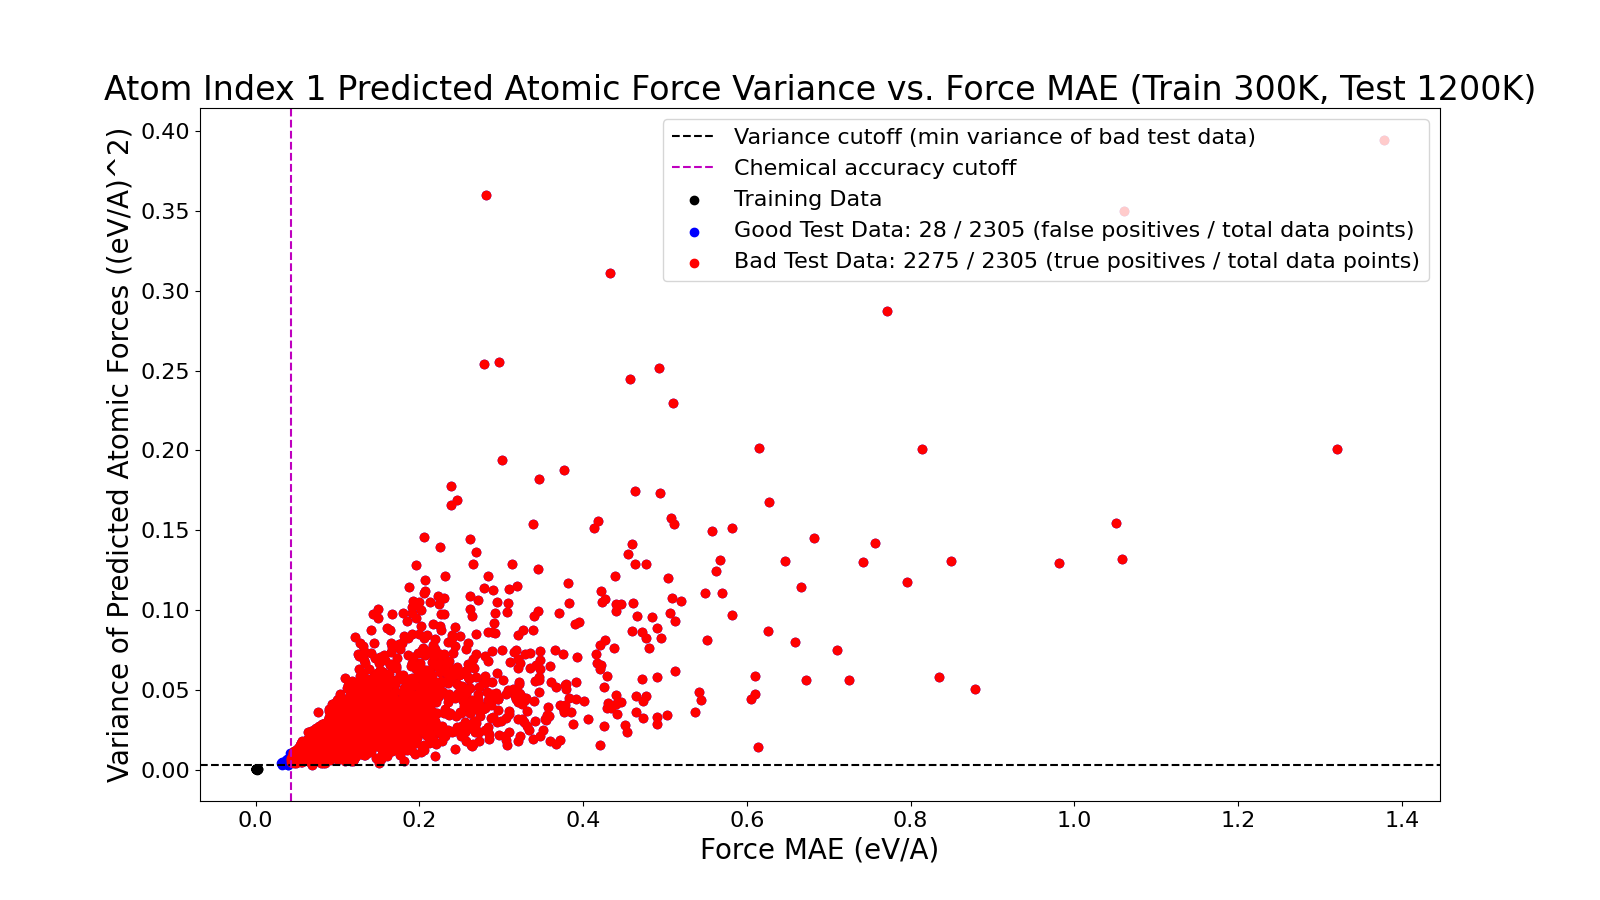 Atom Index 1 Predicted Atomic Force Variance vs. Force MAE (Train 300K, Test 1200K)
Variance of Predicted Atomic Forces ((eV/A)^2)
0.40
0.35
0.30
0.25
0.20
0.15
0.10
0.05
0.00
Variance cutoff (min variance of bad test data)
Chemical accuracy cutoff
Training Data
Good Test Data: 28 / 2305 (false positives / total data points)
Bad Test Data: 2275 / 2305 (true positives / total data points)
0.0 0.2 0.4 0.6 0.8 1.0 1.2 1.4
Force MAE (eV/A)